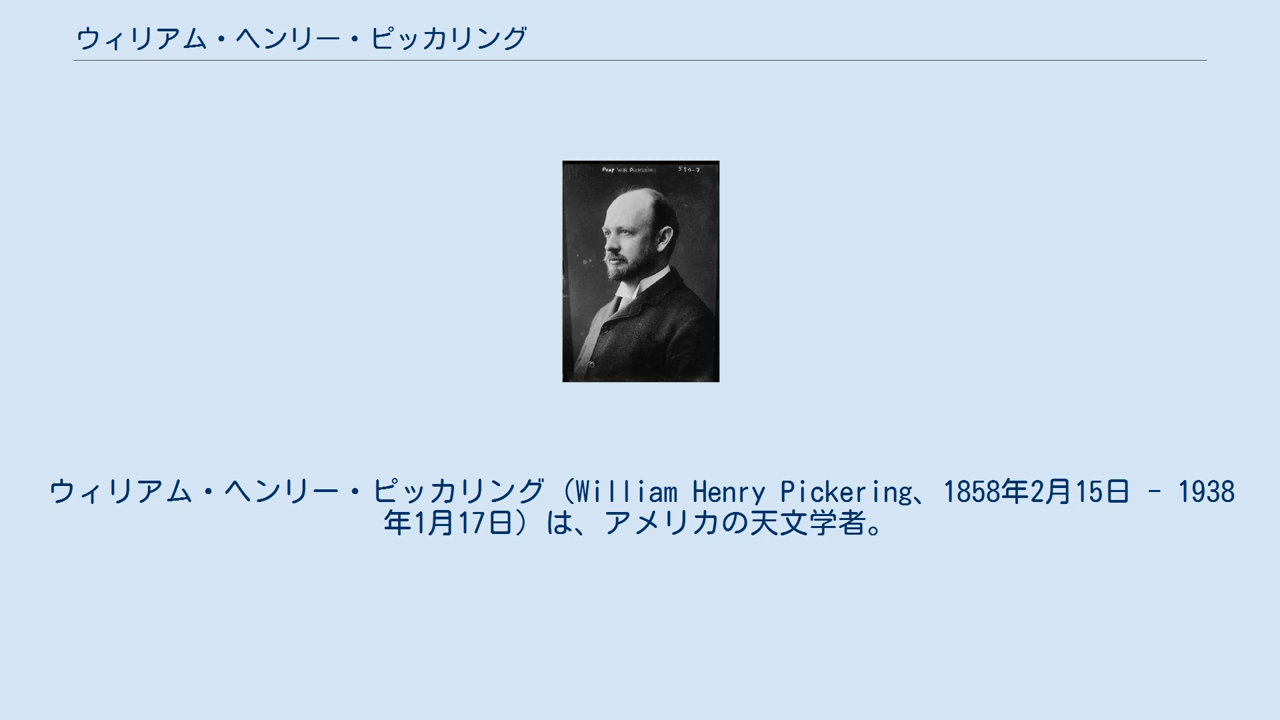 ウィリアム・ヘンリー・ピッカリング
ウィリアム・ヘンリー・ピッカリング（William Henry Pickering、1858年2月15日 - 1938
年1月17日）は、アメリカの天文学者。